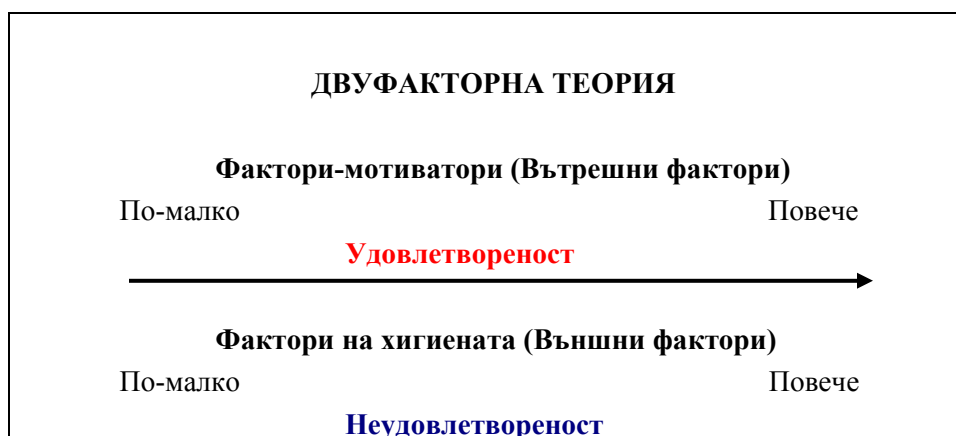 ДВУФАКТОРНА ТЕОРИЯ
Фактори-мотиватори (Вътрешни фактори)
По-малко Повече
Удовлетвореност
Фактори на хигиената (Външни фактори)
По-малко Повече
Неудовлетвореност